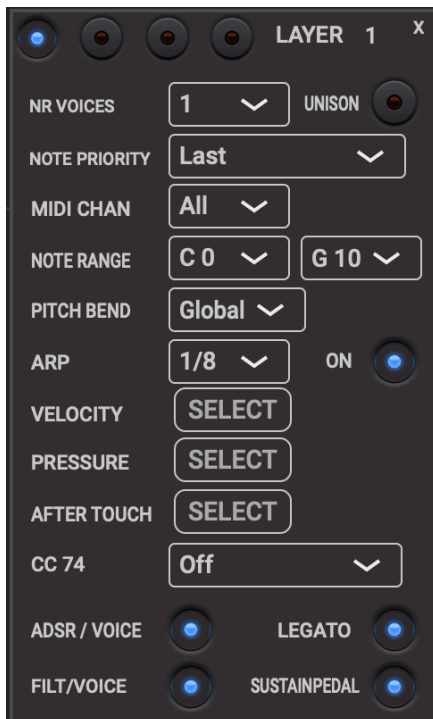 LAYER 1 X
NR VOICES 1 UNISON
NOTE PRIORITY Last
MIDI CHAN All
NOTE RANGE C 0 G 10
PITCH BEND Global
ARP 1/8 ON
VELOCITY SELECT
PRESSURE SELECT
AFTER TOUCH SELECT
CC 74 Off
ADSR / VOICE LEGATO
FILT/VOICE SUSTAINPEDAL